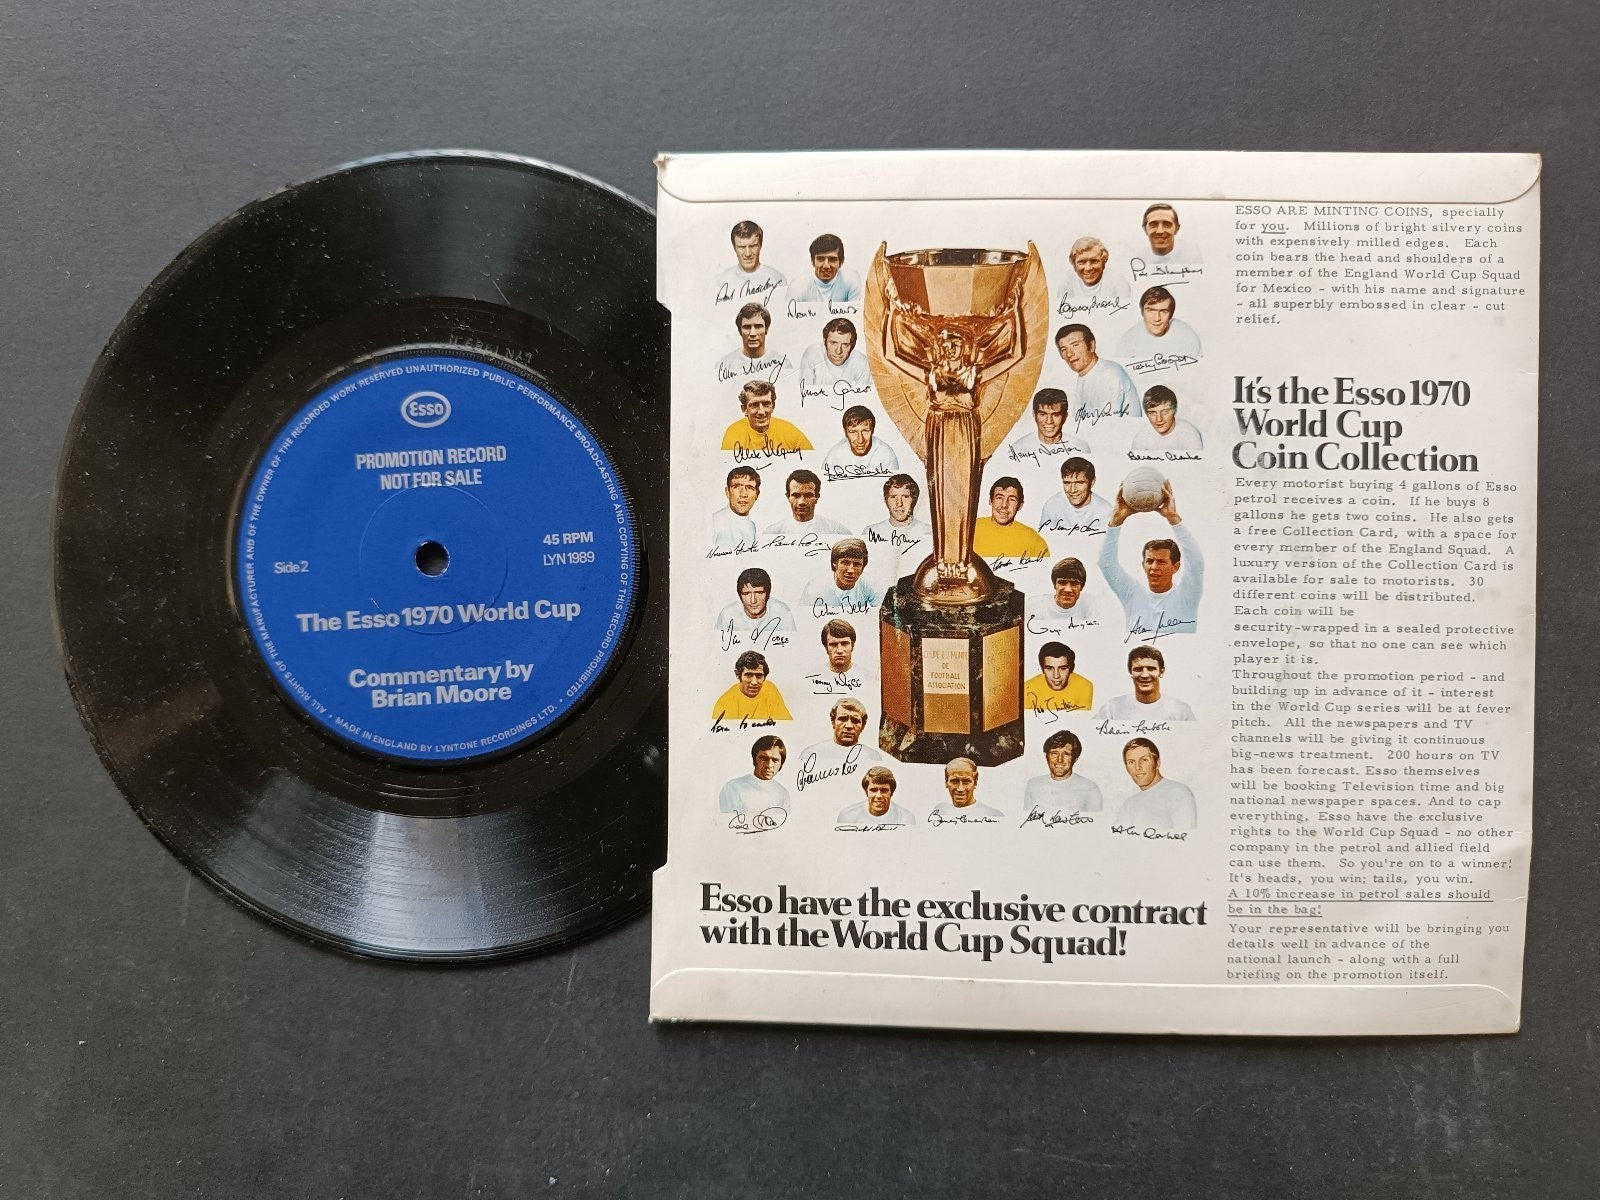 ALL RIGHTS OF THE MANUFACTURER AND OF THE OWNER OF THE RECORDED WORK RESERVED UNAUTHORIZED PUBLIC PERFORMANCE BROADCASTING AND COPYING OF THIS RECORD PROHIBITED
Esso
PROMOTION RECORD
NOT FOR SALE
45 RPM
LYN 1989
Side 2
The Esso 1970 World Cup
Commentary by
Brian Moore
MADE IN ENGLAND BY LYNTONE RECORDINGS LTD.
COUPE DU MONDE
DE
FOOTBALL
ASSOCIATION
Esso have the exclusive contract
with the World Cup Squad!
ESSO ARE MINTING COINS, specially
for you. Millions of bright silvery coins
with expensively milled edges. Each
coin bears the head and shoulders of a
member of the England World Cup Squad
for Mexico - with his name and signature
- all superbly embossed in clear - cut
relief.
It's the Esso 1970
World Cup
Coin Collection
Every motorist buying 4 gallons of Esso
petrol receives a coin. If he buys 8
gallons he gets two coins. He also gets
a free Collection Card, with a space for
every member of the England Squad. A
luxury version of the Collection Card is
available for sale to motorists. 30
different coins will be distributed.
Each coin will be
security-wrapped in a sealed protective
envelope, so that no one can see which
player it is.
Throughout the promotion period - and
building up in advance of it - interest
in the World Cup series will be at fever
pitch. All the newspapers and TV
channels will be giving it continuous
big-news treatment. 200 hours on TV
has been forecast. Esso themselves
will be booking Television time and big
national newspaper spaces. And to cap
everything, Esso have the exclusive
rights to the World Cup Squad - no other
company in the petrol and allied field
can use them. So you're on to a winner!
It's heads, you win; tails, you win.
A 10% increase in petrol sales should
be in the bag!
Your representative will be bringing you
details well in advance of the
national launch - along with a full
briefing on the promotion itself.